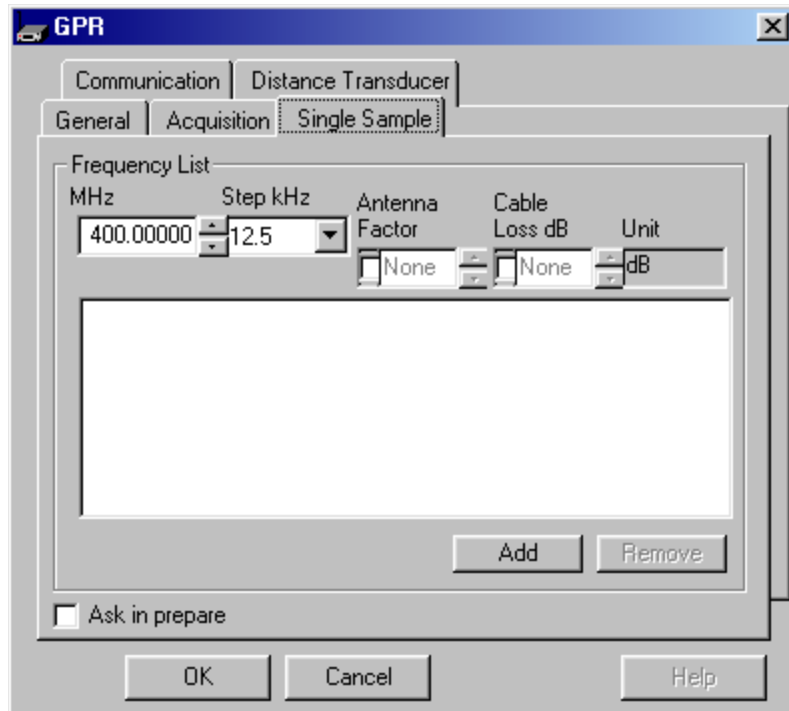 GPR
Communication
Distance Transducer
General
Acquisition
Single Sample
Frequency List
MHz
Step kHz
Antenna
Factor
Cable
Loss dB
Unit
400.00000
12.5
None
None
dB
Add
Remove
Ask in prepare
OK
Cancel
Help